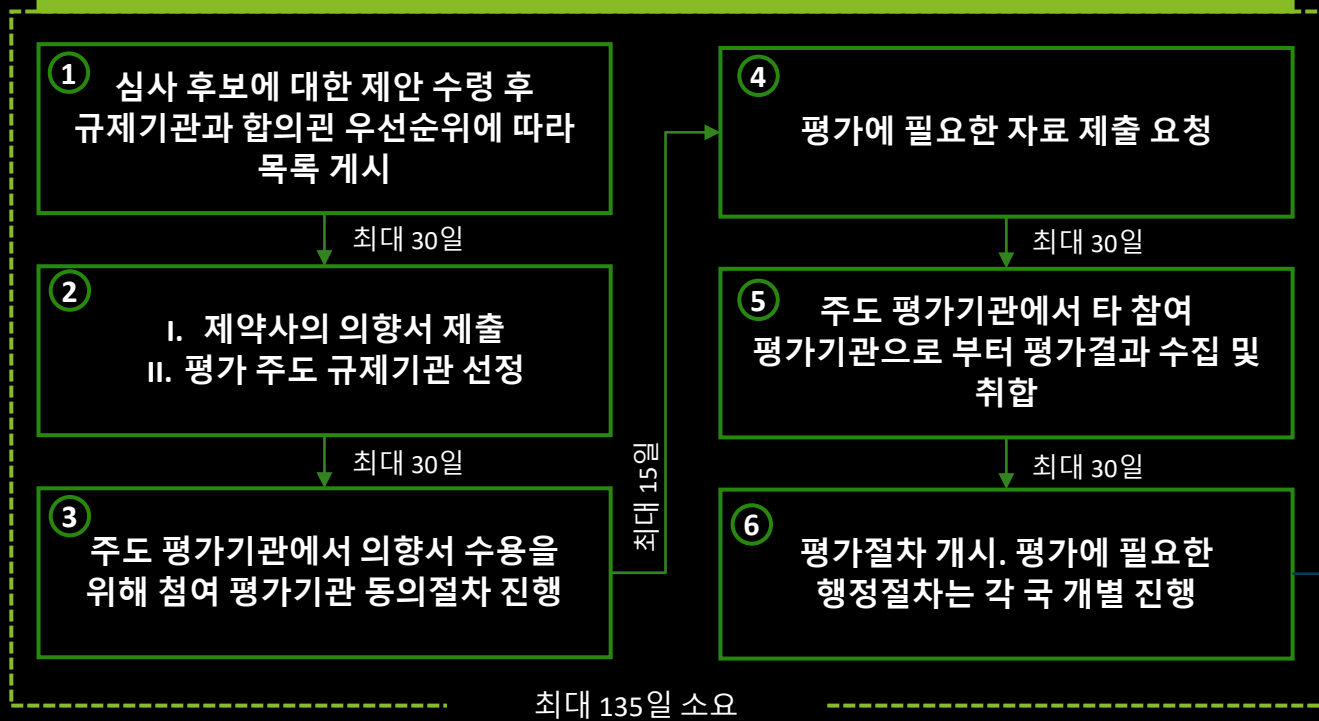 1
심사 후보에 대한 제안 수령 후
규제기관과 합의괸 우선순위에 따라
목록 게시
최대 30일
2
I. 제약사의 의향서 제출
II. 평가 주도 규제기관 선정
최대 30일
3
주도 평가기관에서 의향서 수용을
위해 첨여 평가기관 동의절차 진행
최대 15일
4
평가에 필요한 자료 제출 요청
최대 30일
5
주도 평가기관에서 타 참여
평가기관으로 부터 평가결과 수집 및
취합
최대 30일
6
평가절차 개시. 평가에 필요한
행정절차는 각 국 개별 진행
최대 135일 소요